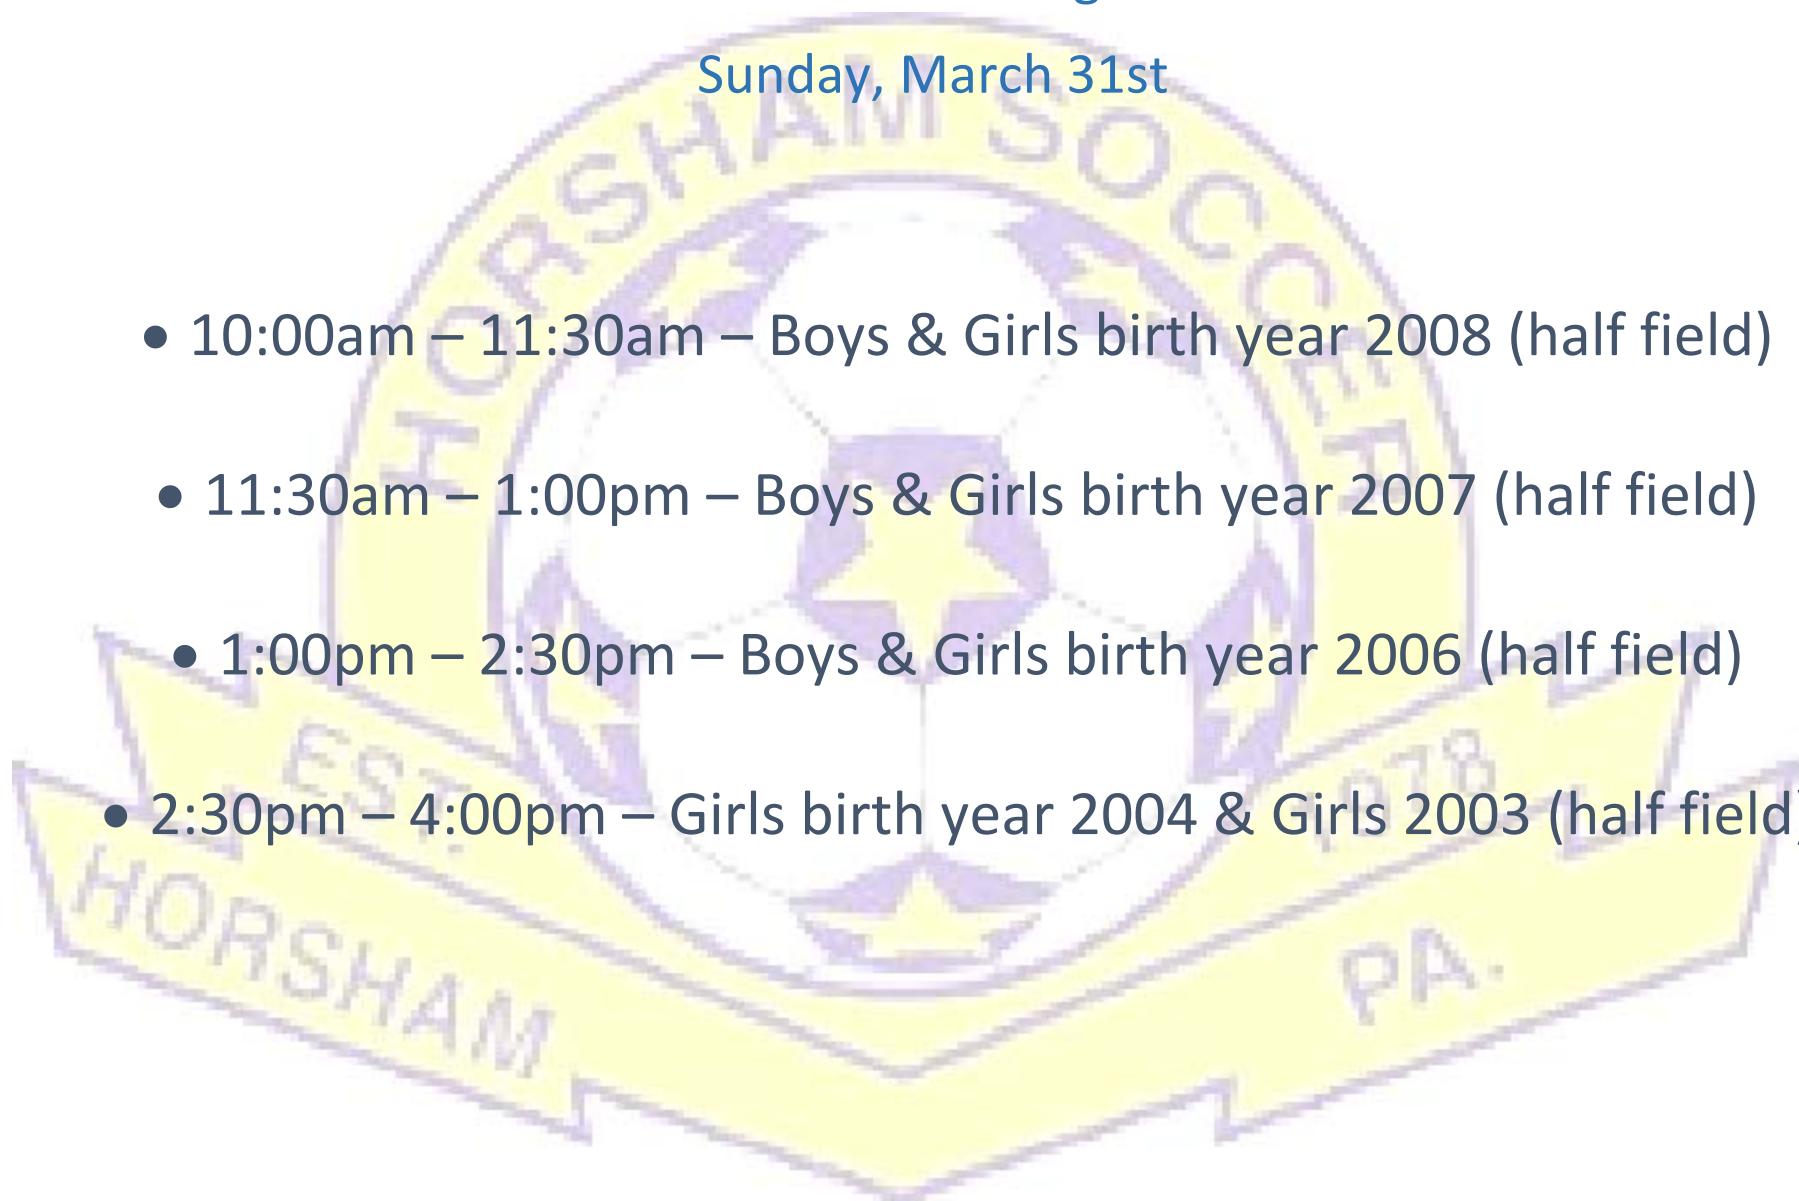 Sunday, March 31st
HORSHAM SOCCER
• 10:00am – 11:30am – Boys & Girls birth year 2008 (half field)
• 11:30am – 1:00pm – Boys & Girls birth year 2007 (half field)
• 1:00pm – 2:30pm – Boys & Girls birth year 2006 (half field)
• 2:30pm – 4:00pm – Girls birth year 2004 & Girls 2003 (half field)
EST. 1978
HORSHAM PA.